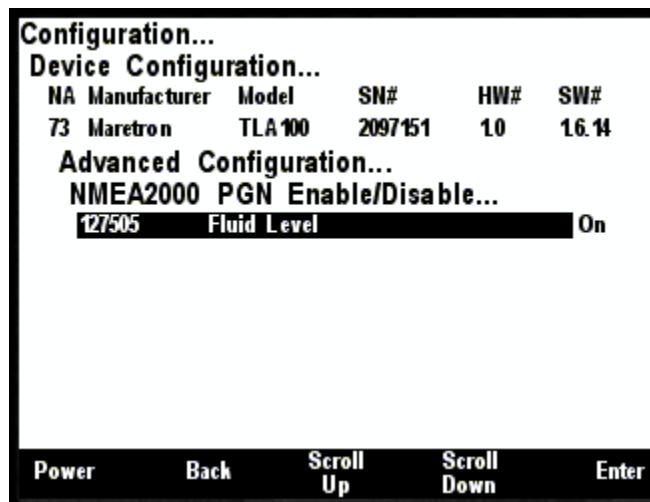 Configuration...
Device Configuration...
NA Manufacturer Model SN# HW# SW#
73 Maretron TLA100 2097151 1.0 1.6.14
Advanced Configuration...
NMEA2000 PGN Enable/Disable...
127505 Fluid Level On
Power Back Scroll Up Scroll Down Enter